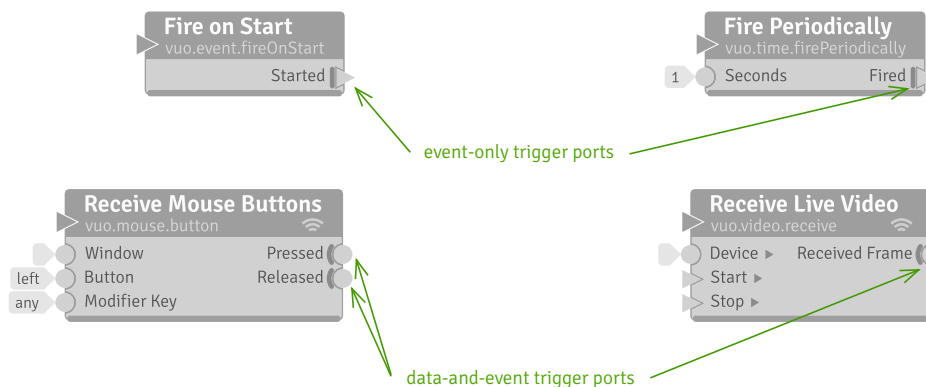 Fire on Start
vuo.event.fireOnStart
Started
Fire Periodically
vuo.time.firePeriodically
1 Seconds Fired
event-only trigger ports
Receive Mouse Buttons
vuo.mouse.button
Window Pressed
left Button Released
any Modifier Key
Receive Live Video
vuo.video.receive
Device Received Frame
Start
Stop
data-and-event trigger ports